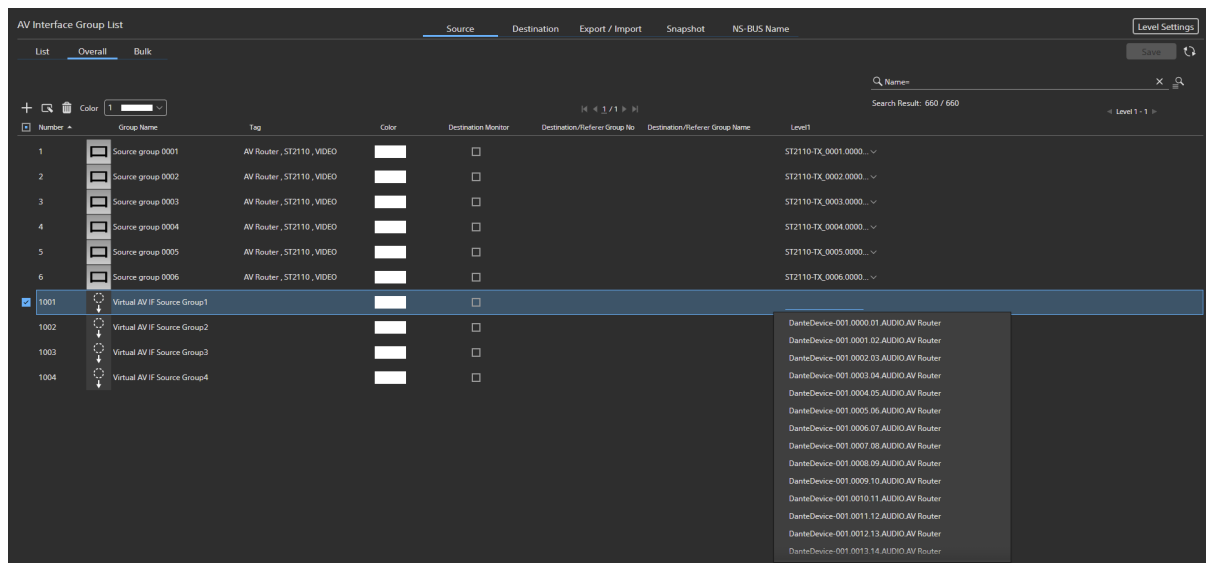 AV Interface Group List
Source Destination Export / Import Snapshot NS-BUS Name
Level Settings
List Overall Bulk
Save
Name=
Search Result: 660 / 660
Color 1
1 / 1
Level 1 - 1
Number Group Name Tag Color Destination Monitor Destination/Referer Group No Destination/Referer Group Name Level1
1 Source group 0001 AV Router , ST2110 , VIDEO ST2110-TX_0001.0000...
2 Source group 0002 AV Router , ST2110 , VIDEO ST2110-TX_0002.0000...
3 Source group 0003 AV Router , ST2110 , VIDEO ST2110-TX_0003.0000...
4 Source group 0004 AV Router , ST2110 , VIDEO ST2110-TX_0004.0000...
5 Source group 0005 AV Router , ST2110 , VIDEO ST2110-TX_0005.0000...
6 Source group 0006 AV Router , ST2110 , VIDEO ST2110-TX_0006.0000...
1001 Virtual AV IF Source Group1
1002 Virtual AV IF Source Group2
1003 Virtual AV IF Source Group3
1004 Virtual AV IF Source Group4
DanteDevice-001.0000.01.AUDIO.AV Router
DanteDevice-001.0001.02.AUDIO.AV Router
DanteDevice-001.0002.03.AUDIO.AV Router
DanteDevice-001.0003.04.AUDIO.AV Router
DanteDevice-001.0004.05.AUDIO.AV Router
DanteDevice-001.0005.06.AUDIO.AV Router
DanteDevice-001.0006.07.AUDIO.AV Router
DanteDevice-001.0007.08.AUDIO.AV Router
DanteDevice-001.0008.09.AUDIO.AV Router
DanteDevice-001.0009.10.AUDIO.AV Router
DanteDevice-001.0010.11.AUDIO.AV Router
DanteDevice-001.0011.12.AUDIO.AV Router
DanteDevice-001.0012.13.AUDIO.AV Router
DanteDevice-001.0013.14.AUDIO.AV Router